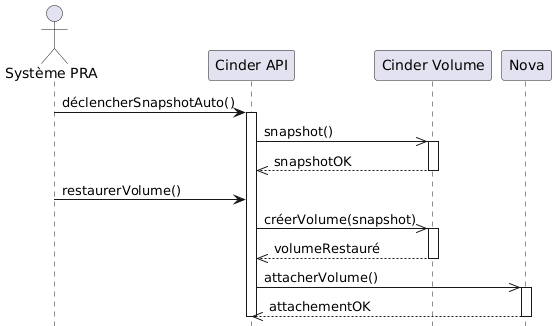 Système PRA
Cinder API
Cinder Volume
Nova
déclencherSnapshotAuto()
snapshot()
snapshotOK
restaurerVolume()
créerVolume(snapshot)
volumeRestauré
attacherVolume()
attachementOK